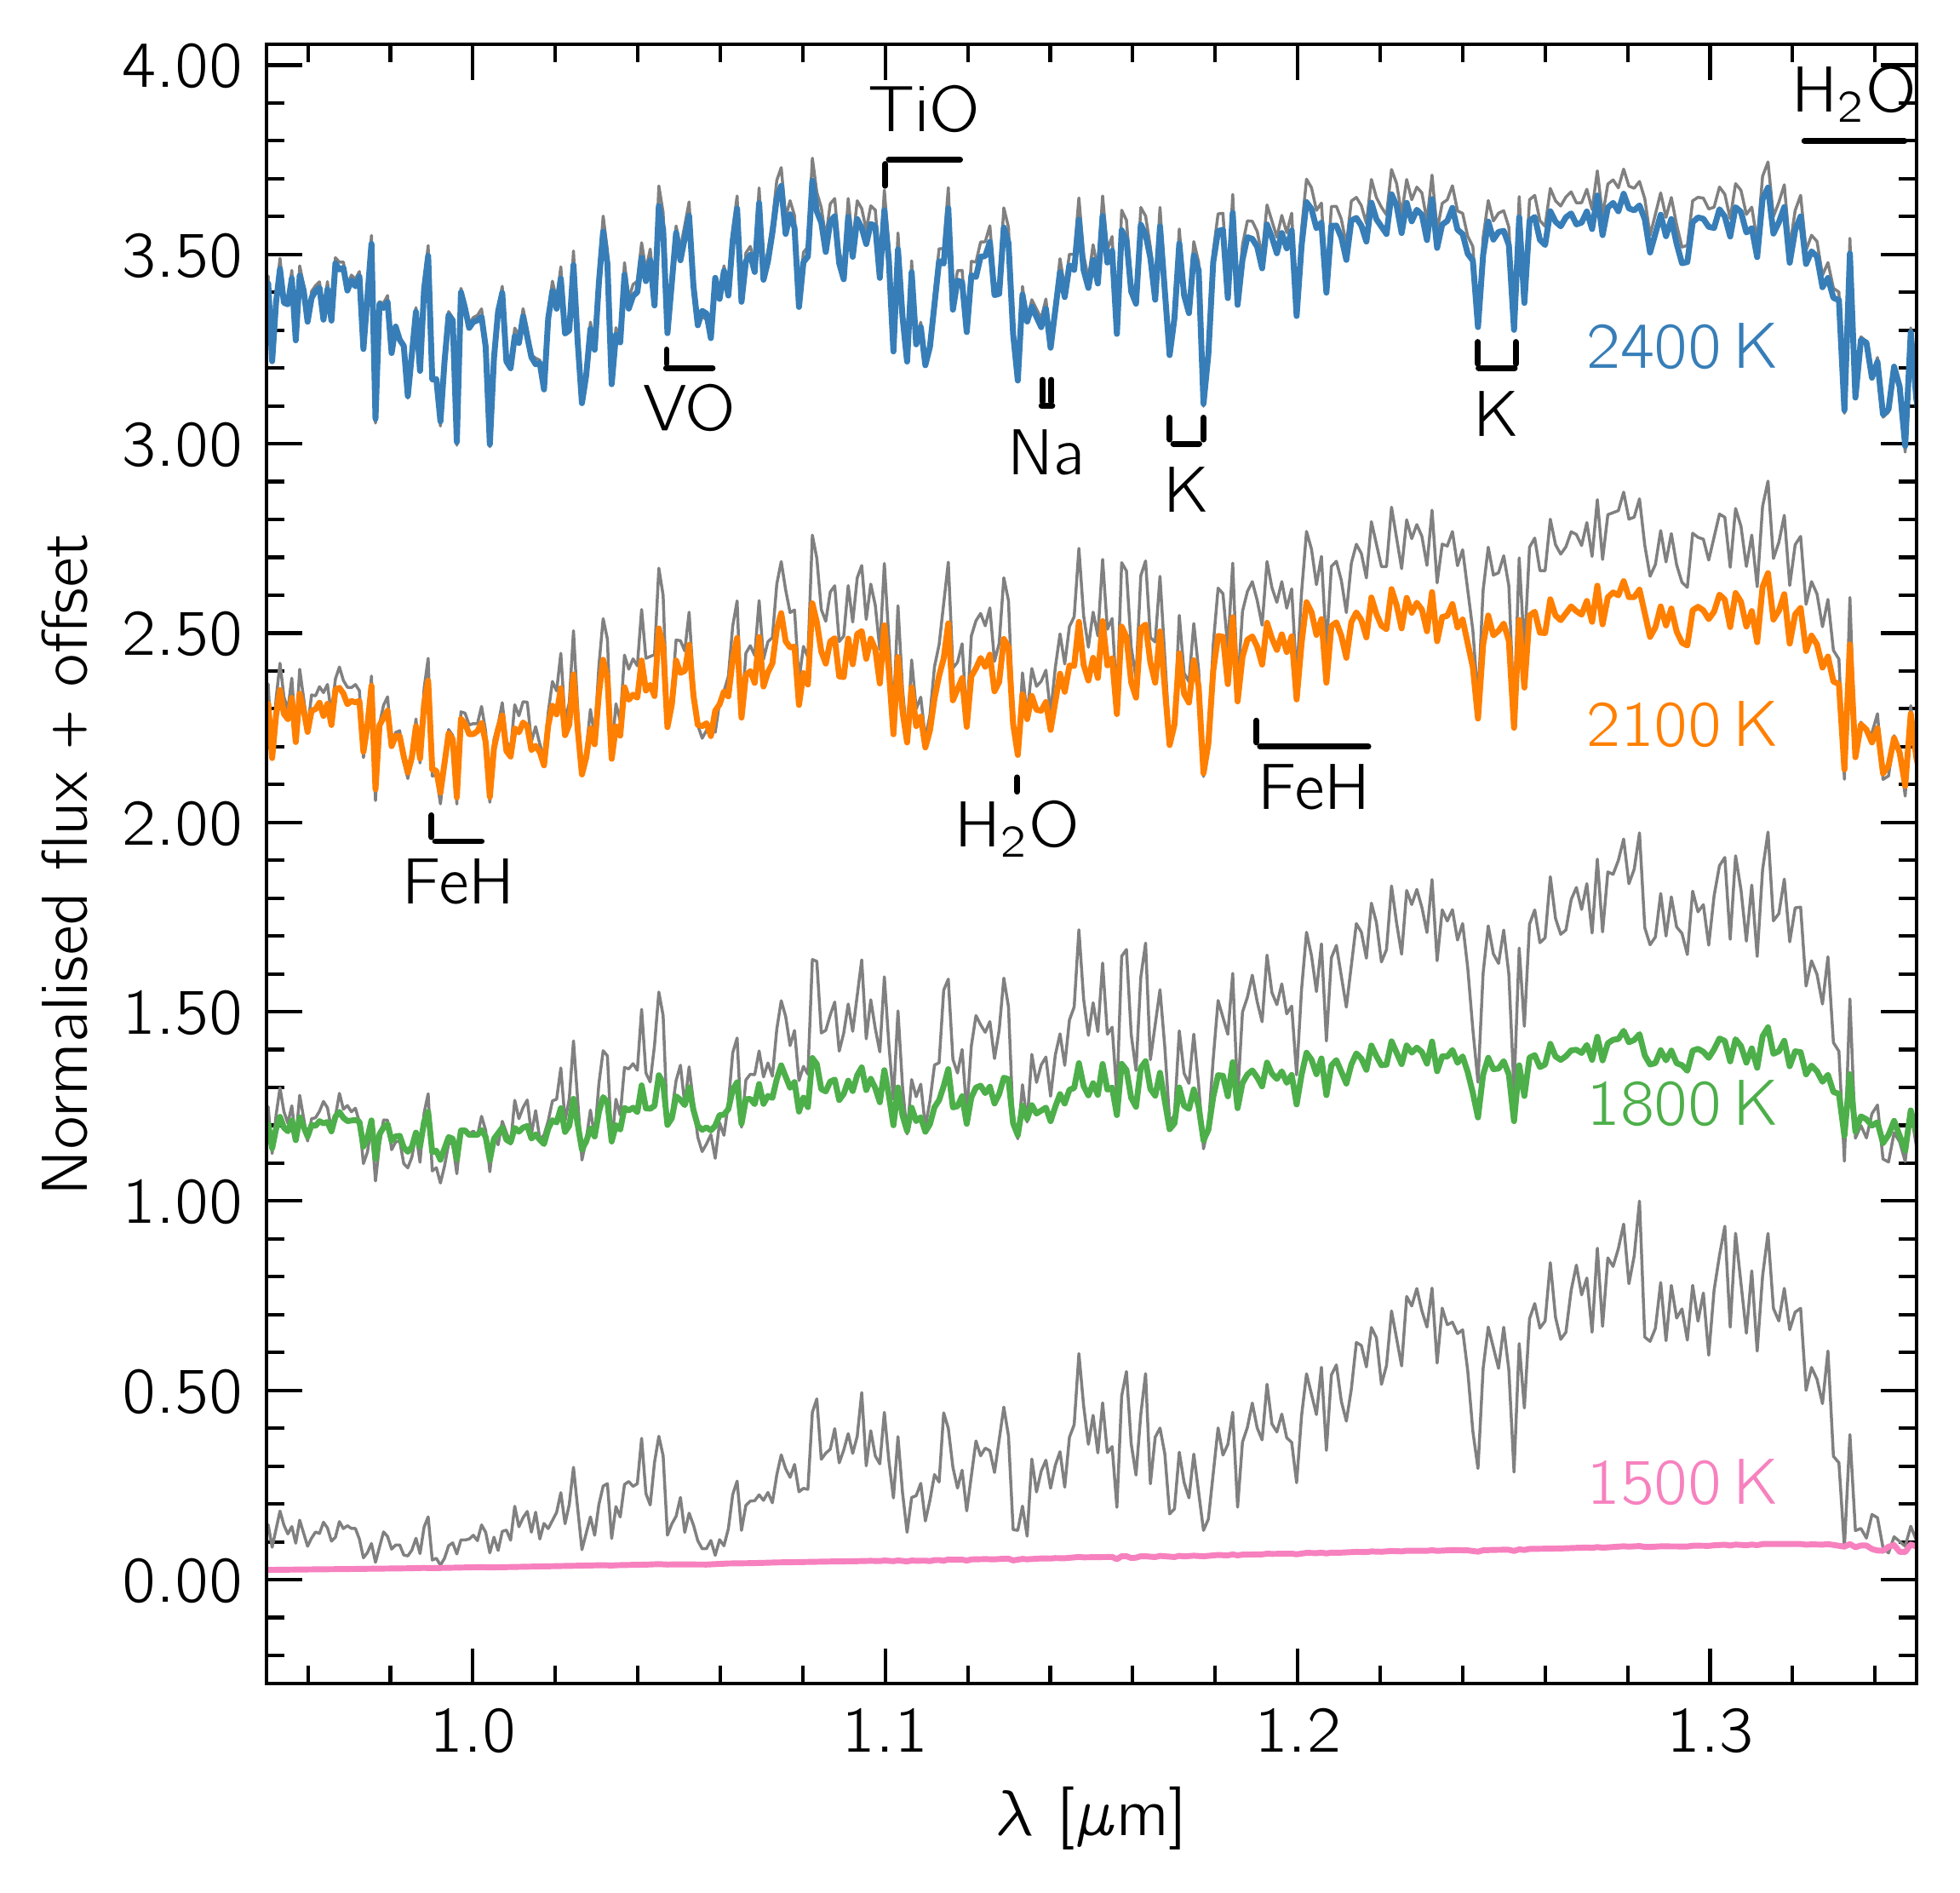 4.00
3.50
3.00
2.50
2.00
1.50
1.00
0.50
0.00
Normalised flux + offset
TiO
H₂O
VO
Na
K
K
2400 K
FeH
H₂O
FeH
2100 K
1800 K
1500 K
1.0 1.1 1.2 1.3
λ [μm]